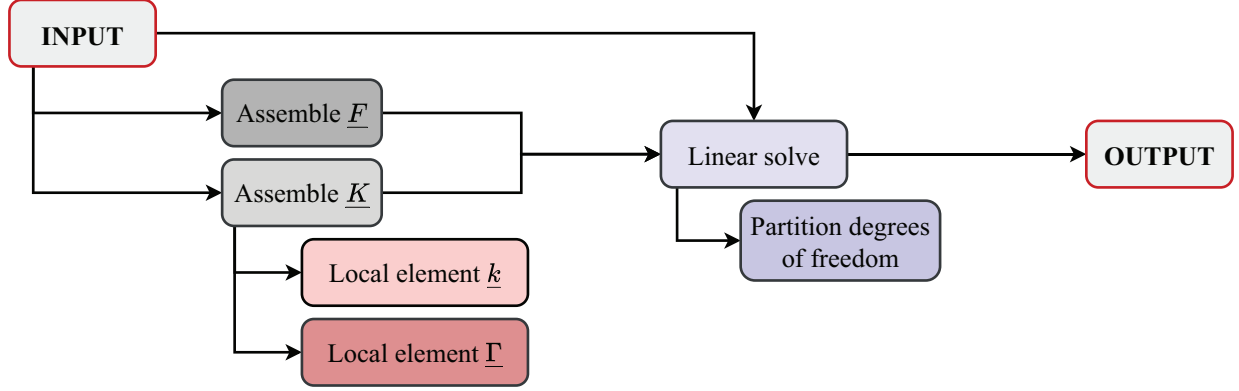 INPUT
Assemble F
Assemble K
Local element k
Local element Γ
Linear solve
Partition degrees
of freedom
OUTPUT